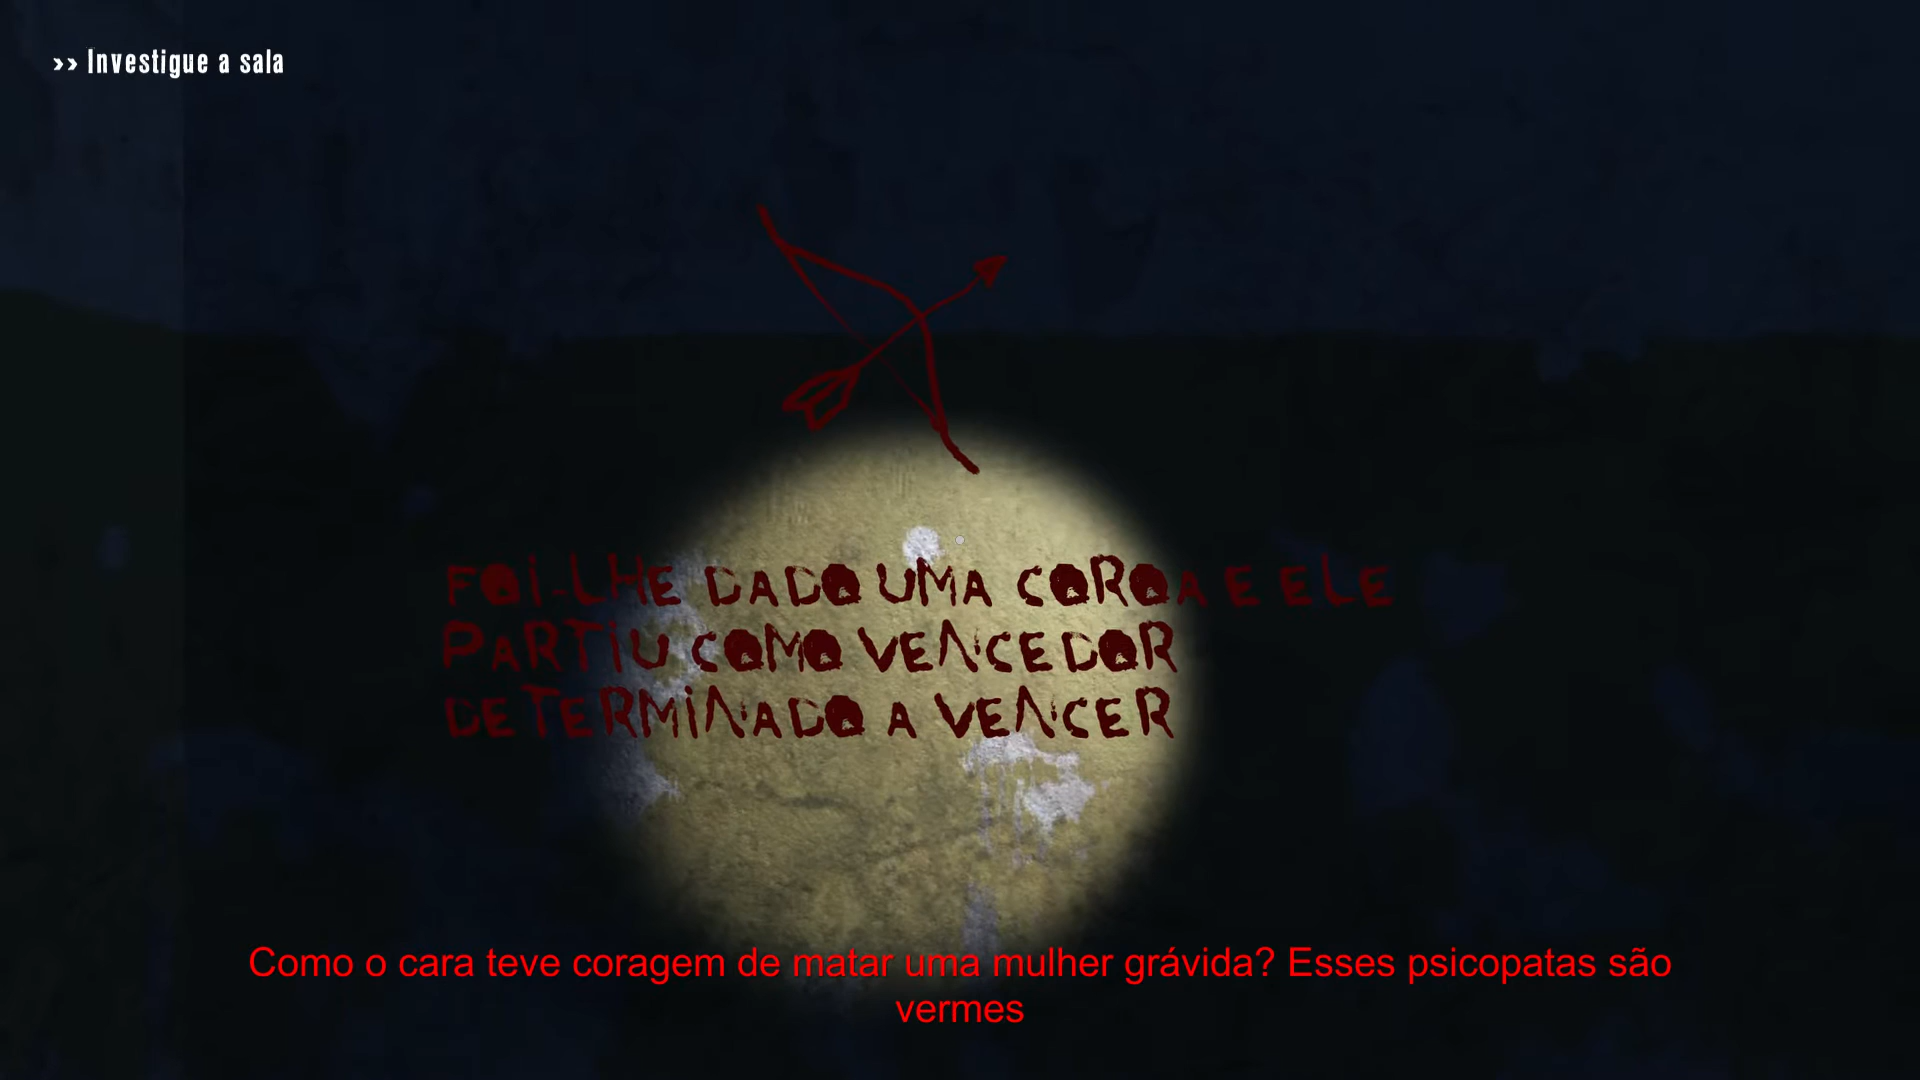 ›› Investigue a sala
FOI-LHE DADO UMA COROA E ELE
PARTIU COMO VENCEDOR
DETERMINADO A VENCER
Como o cara teve coragem de matar uma mulher grávida? Esses psicopatas são
vermes